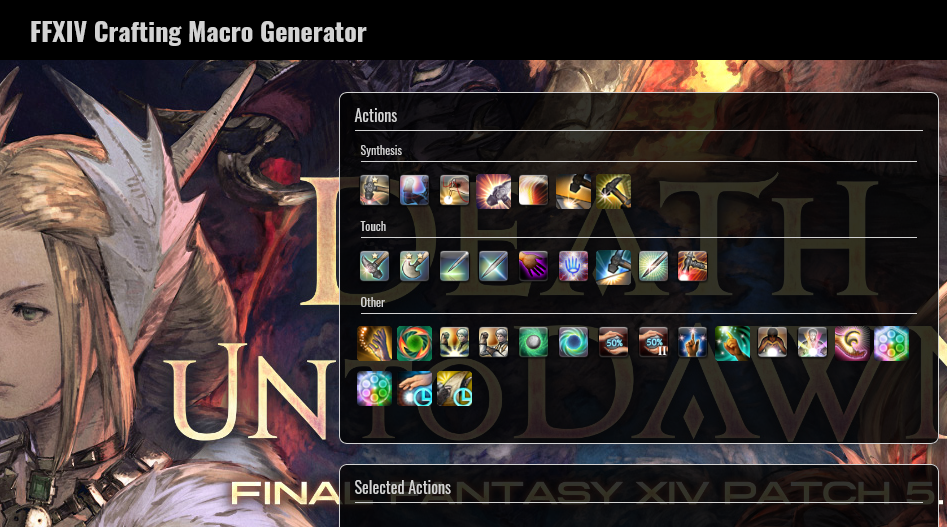 FFXIV Crafting Macro Generator
Actions
Synthesis
Touch
Other
50%
50%
II
DEATH
UNTO DAWN
FINAL FANTASY XIV PATCH 5.
Selected Actions